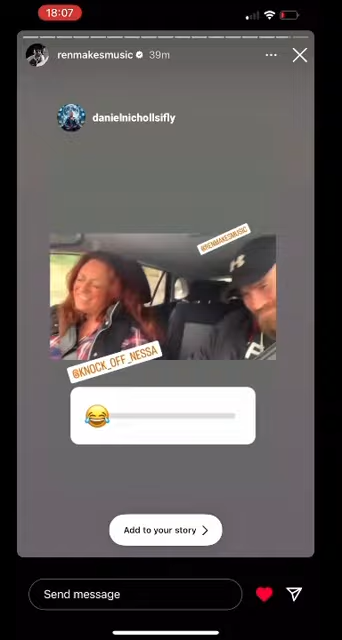 18:07
renmakesmusic 39m
danielnichollsifly
@RENMAKESMUSIC
@KNOCK_OFF_NESSA
Add to your story
Send message